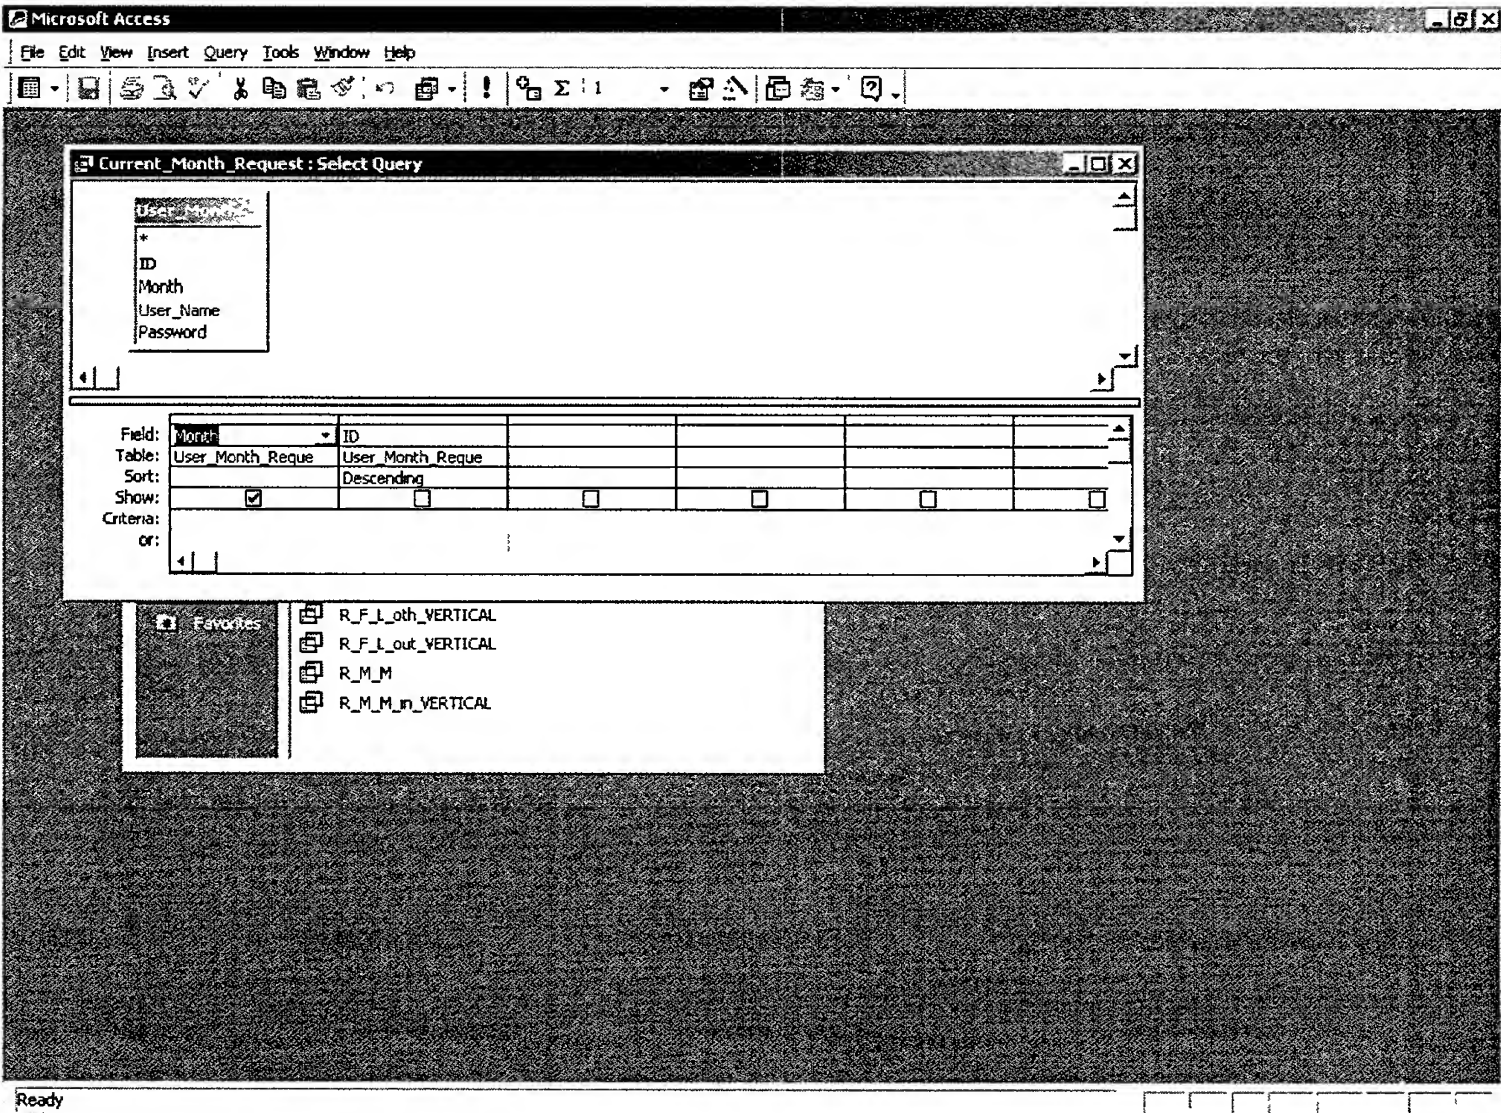 Microsoft Access
File Edit View Insert Query Tools Window Help
Σ 1
Current_Month_Request : Select Query
*
ID
Month
User_Name
Password
Field: Month ID
Table: User_Month_Reque User_Month_Reque
Sort: Descending
Show:
Criteria:
or:
Favorites
R_F_L_oth_VERTICAL
R_F_L_out_VERTICAL
R_M_M
R_M_M_in_VERTICAL
Ready